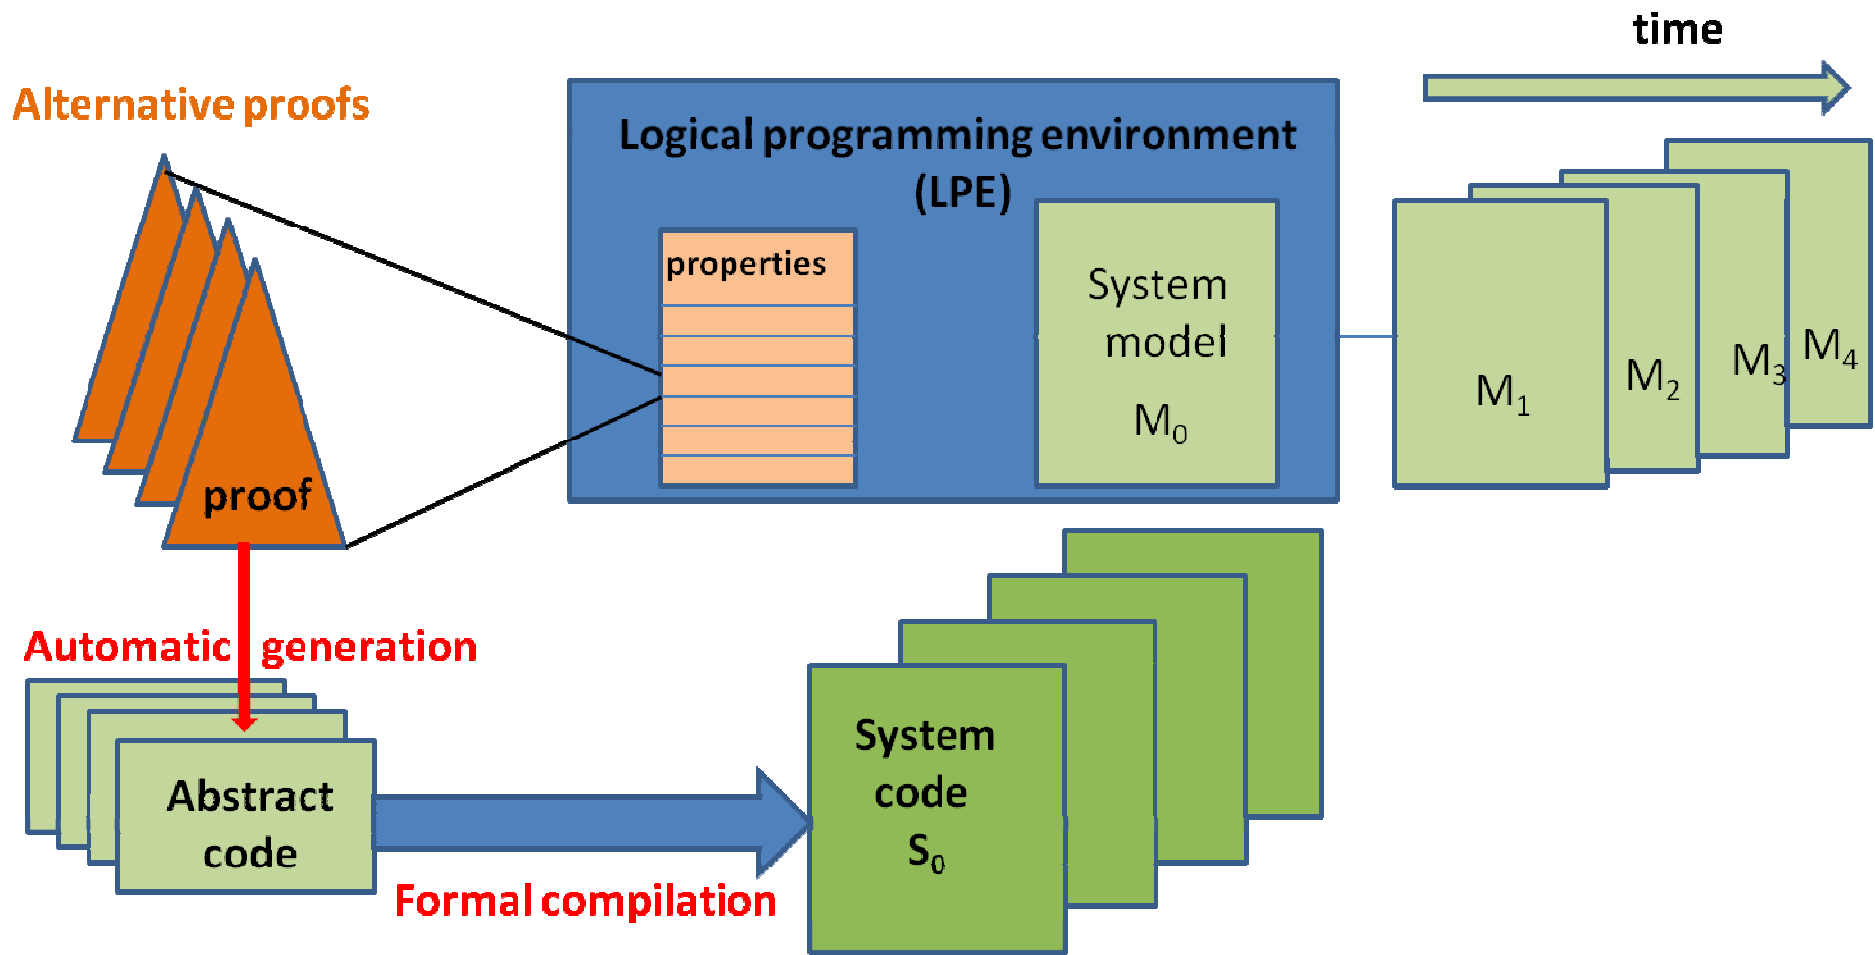 time
Alternative proofs
Logical programming environment
(LPE)
properties
System
model
M₀
M₁
M₂
M₃
M₄
proof
Automatic generation
Abstract
code
Formal compilation
System
code
S₀